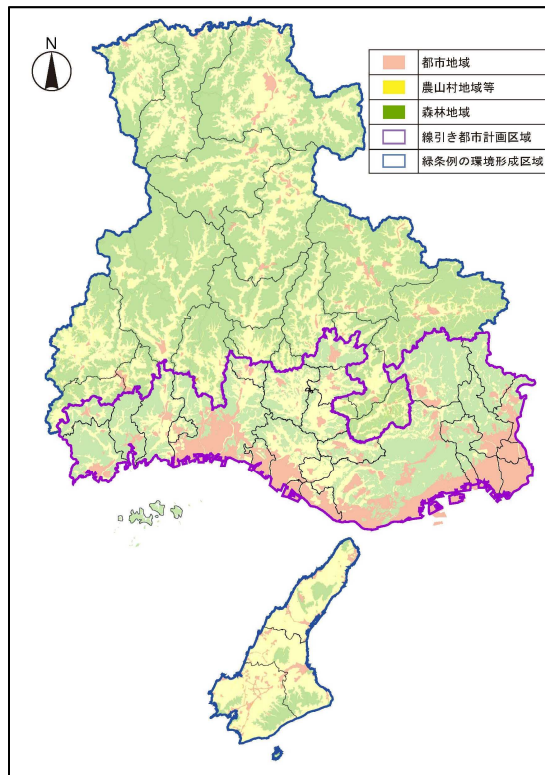 N
都市地域
農山村地域等
森林地域
線引き都市計画区域
緑条例の環境形成区域